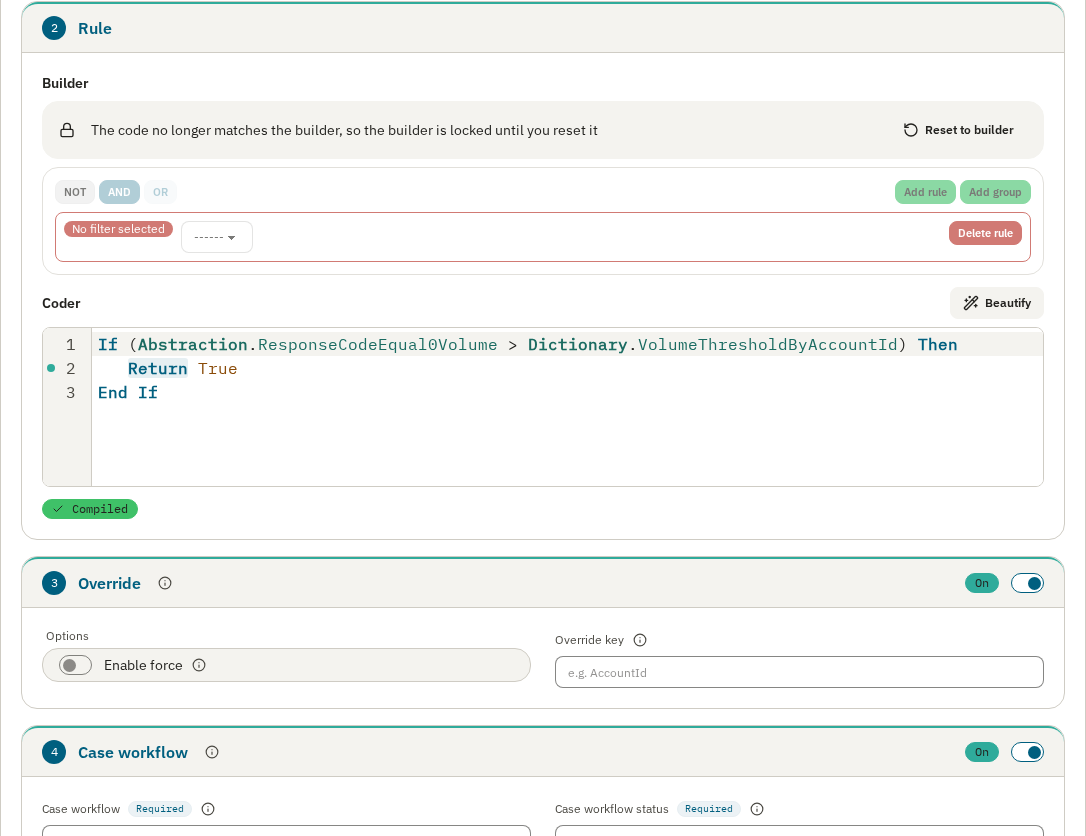 2 Rule
Builder
The code no longer matches the builder, so the builder is locked until you reset it Reset to builder
NOT AND OR Add rule Add group
No filter selected ------ Delete rule
Coder Beautify
1 If (Abstraction.ResponseCodeEqual0Volume > Dictionary.VolumeThresholdByAccountId) Then
2 Return True
3 End If
Compiled
3 Override On
Options Override key
Enable force e.g. AccountId
4 Case workflow On
Case workflow Required Case workflow status Required